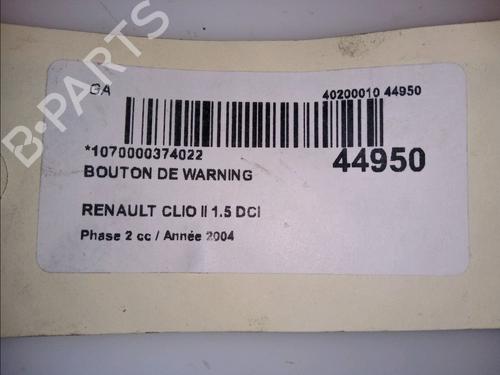 B-PARTS
GA 40200010 44950
*1070000374022 44950
BOUTON DE WARNING
RENAULT CLIO II 1.5 DCI
Phase 2 cc / Année 2004